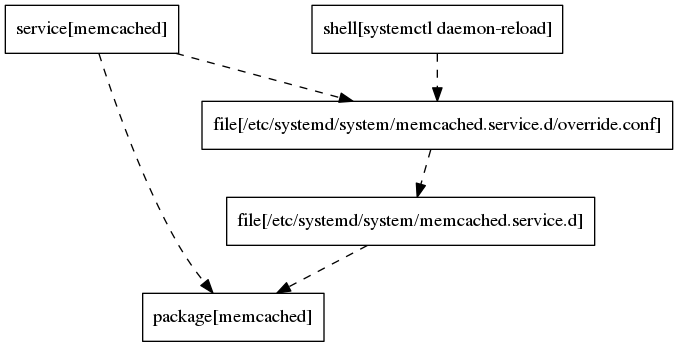 service[memcached]
shell[systemctl daemon-reload]
file[/etc/systemd/system/memcached.service.d/override.conf]
file[/etc/systemd/system/memcached.service.d]
package[memcached]